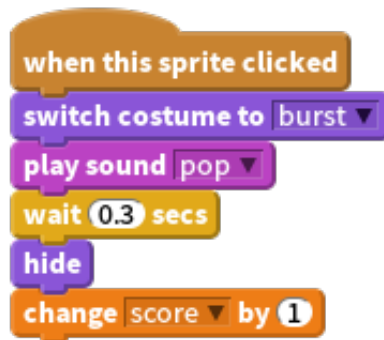 when this sprite clicked
switch costume to burst
play sound pop
wait 0.3 secs
hide
change score by 1